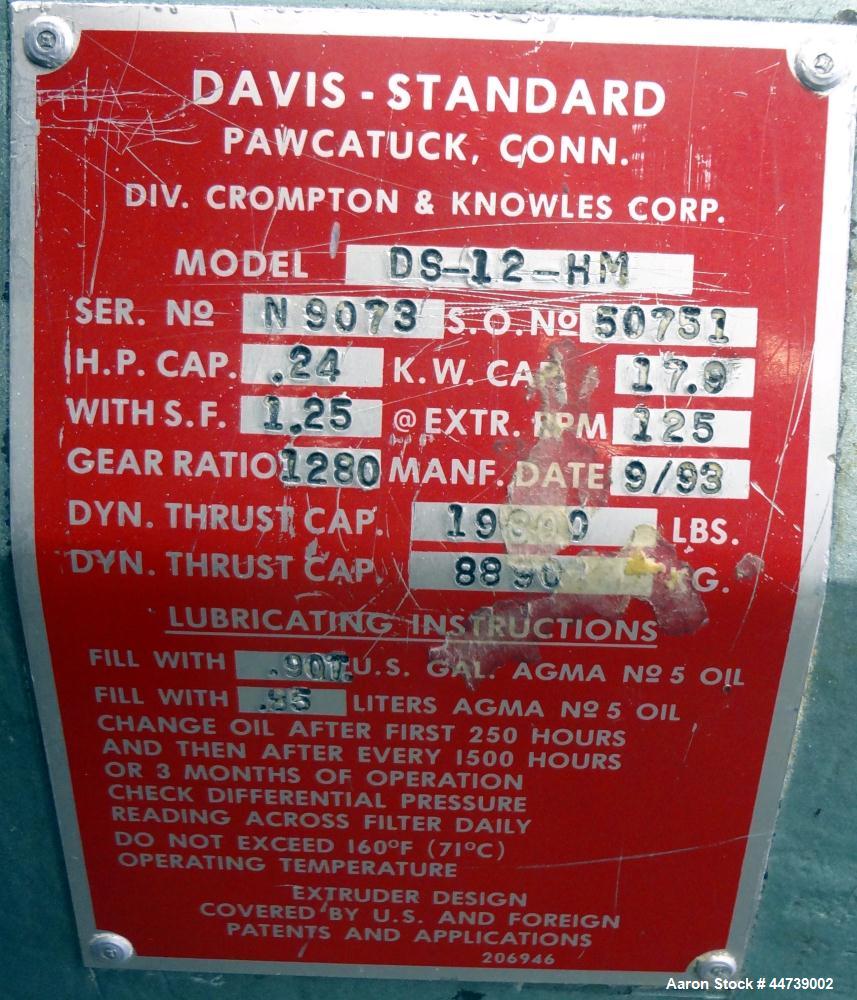 DAVIS - STANDARD
PAWCATUCK, CONN.
DIV. CROMPTON & KNOWLES CORP.
MODEL DS-12-HM
SER. Nº N 9073 S.O.Nº 50751
H.P. CAP. .24 K.W. CAP. 17.9
WITH S.F. 1.25 @ EXTR. RPM 125
GEAR RATIO 1280 MANF. DATE 9/93
DYN. THRUST CAP. LBS.
DYN. THRUST CAP. KG.
LUBRICATING INSTRUCTIONS
FILL WITH U.S. GAL. AGMA Nº 5 OIL
FILL WITH LITERS AGMA Nº 5 OIL
CHANGE OIL AFTER FIRST 250 HOURS
AND THEN AFTER EVERY 1500 HOURS
OR 3 MONTHS OF OPERATION
CHECK DIFFERENTIAL PRESSURE
READING ACROSS FILTER DAILY
DO NOT EXCEED 160ºF (71ºC)
OPERATING TEMPERATURE
EXTRUDER DESIGN
COVERED BY U.S. AND FOREIGN
PATENTS AND APPLICATIONS
206946
Aaron Stock # 44739002